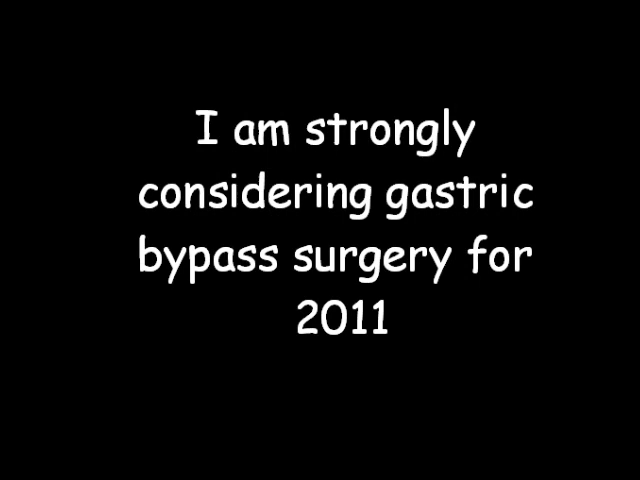 I am strongly
considering gastric
bypass surgery for
2011